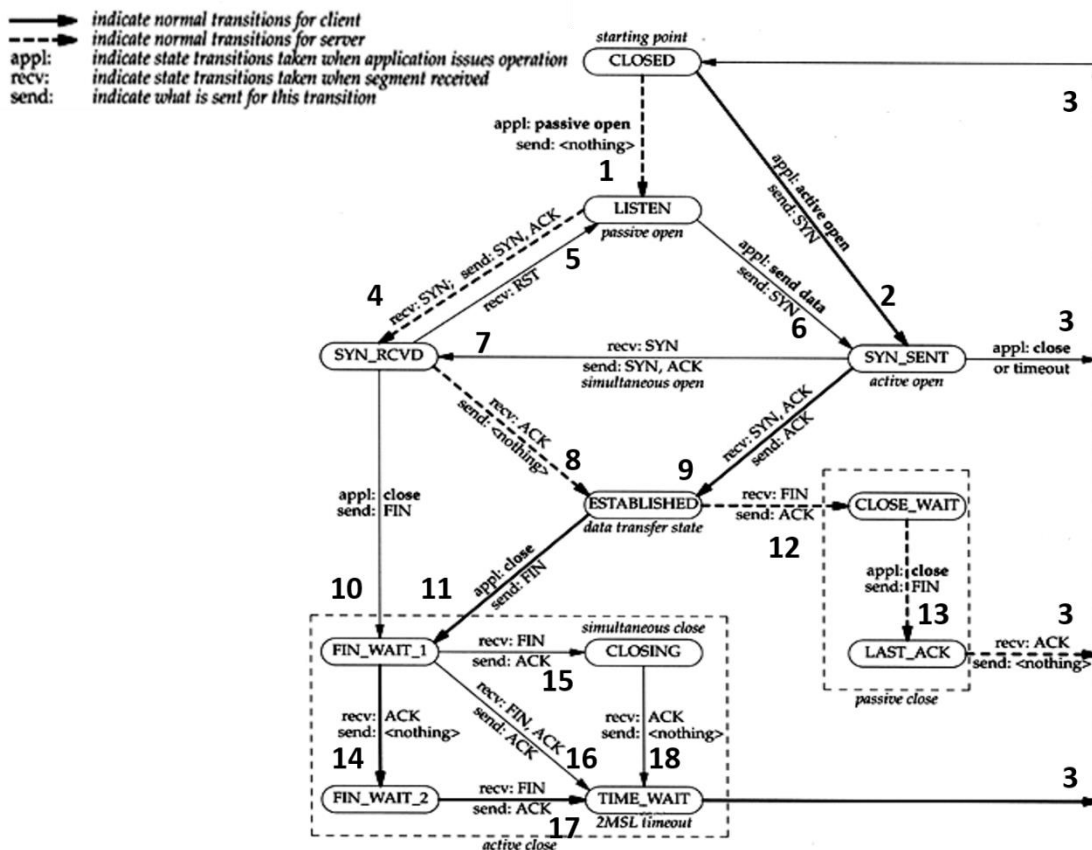 indicate normal transitions for client
indicate normal transitions for server
appl: indicate state transitions taken when application issues operation
recv: indicate state transitions taken when segment received
send: indicate what is sent for this transition
starting point
CLOSED
3
appl: passive open
send: <nothing>
1
appl: active open
send: SYN
LISTEN
passive open
recv: SYN; send: SYN, ACK
5
recv: RST
4
appl: send data
send: SYN
6
2
3
SYN_RCVD
7
recv: SYN
send: SYN, ACK
simultaneous open
SYN_SENT
active open
appl: close
or timeout
recv: ACK
send: <nothing>
8
9
recv: SYN, ACK
send: ACK
appl: close
send: FIN
ESTABLISHED
data transfer state
recv: FIN
send: ACK
12
CLOSE_WAIT
appl: close
send: FIN
10
11
appl: close
send: FIN
13
3
FIN_WAIT_1
recv: FIN
send: ACK
15
simultaneous close
CLOSING
LAST_ACK
recv: ACK
send: <nothing>
passive close
recv: ACK
send: <nothing>
14
recv: FIN, ACK
send: ACK
16
recv: ACK
send: <nothing>
18
3
FIN_WAIT_2
recv: FIN
send: ACK
17
TIME_WAIT
2MSL timeout
active close